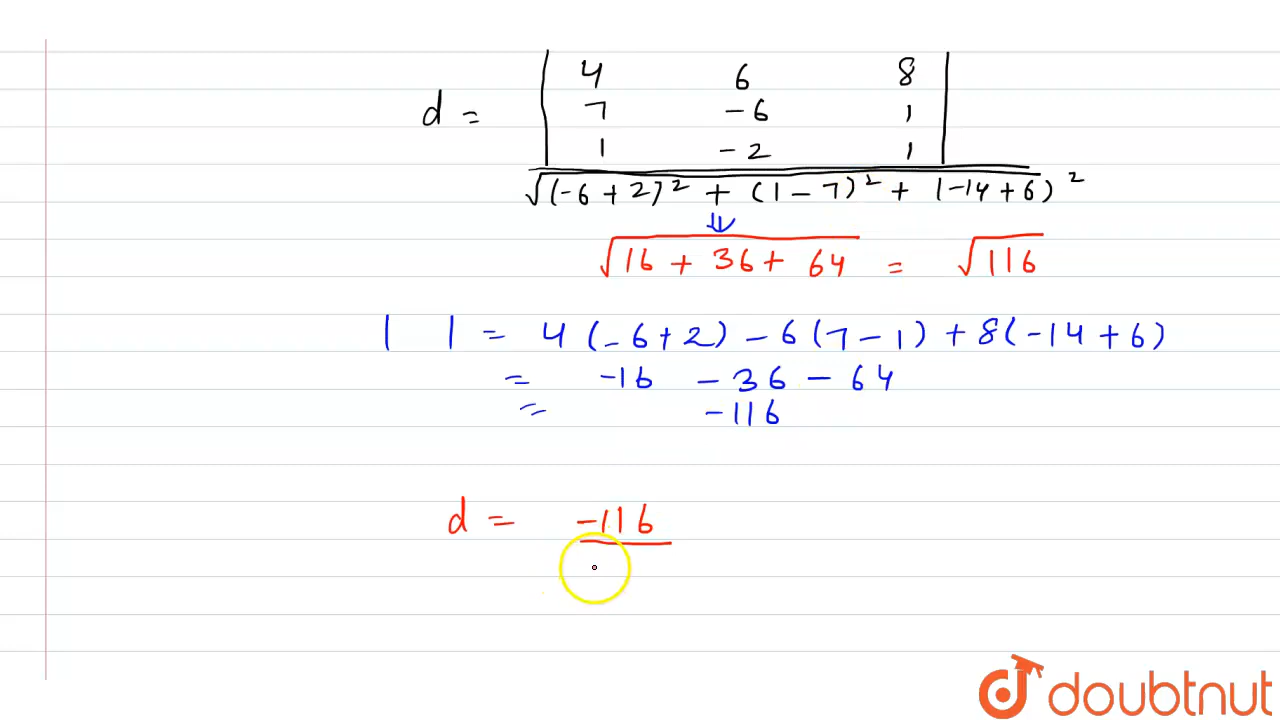 4 6 8
d = 7 -6 1
1 -2 1
√(-6+2)² + (1-7)² + (-14+6)²
⇓
√16 + 36 + 64 = √116
| | = 4(-6+2) - 6(7-1) + 8(-14+6)
= -16 - 36 - 64
= -116
d = -116
doubtnut